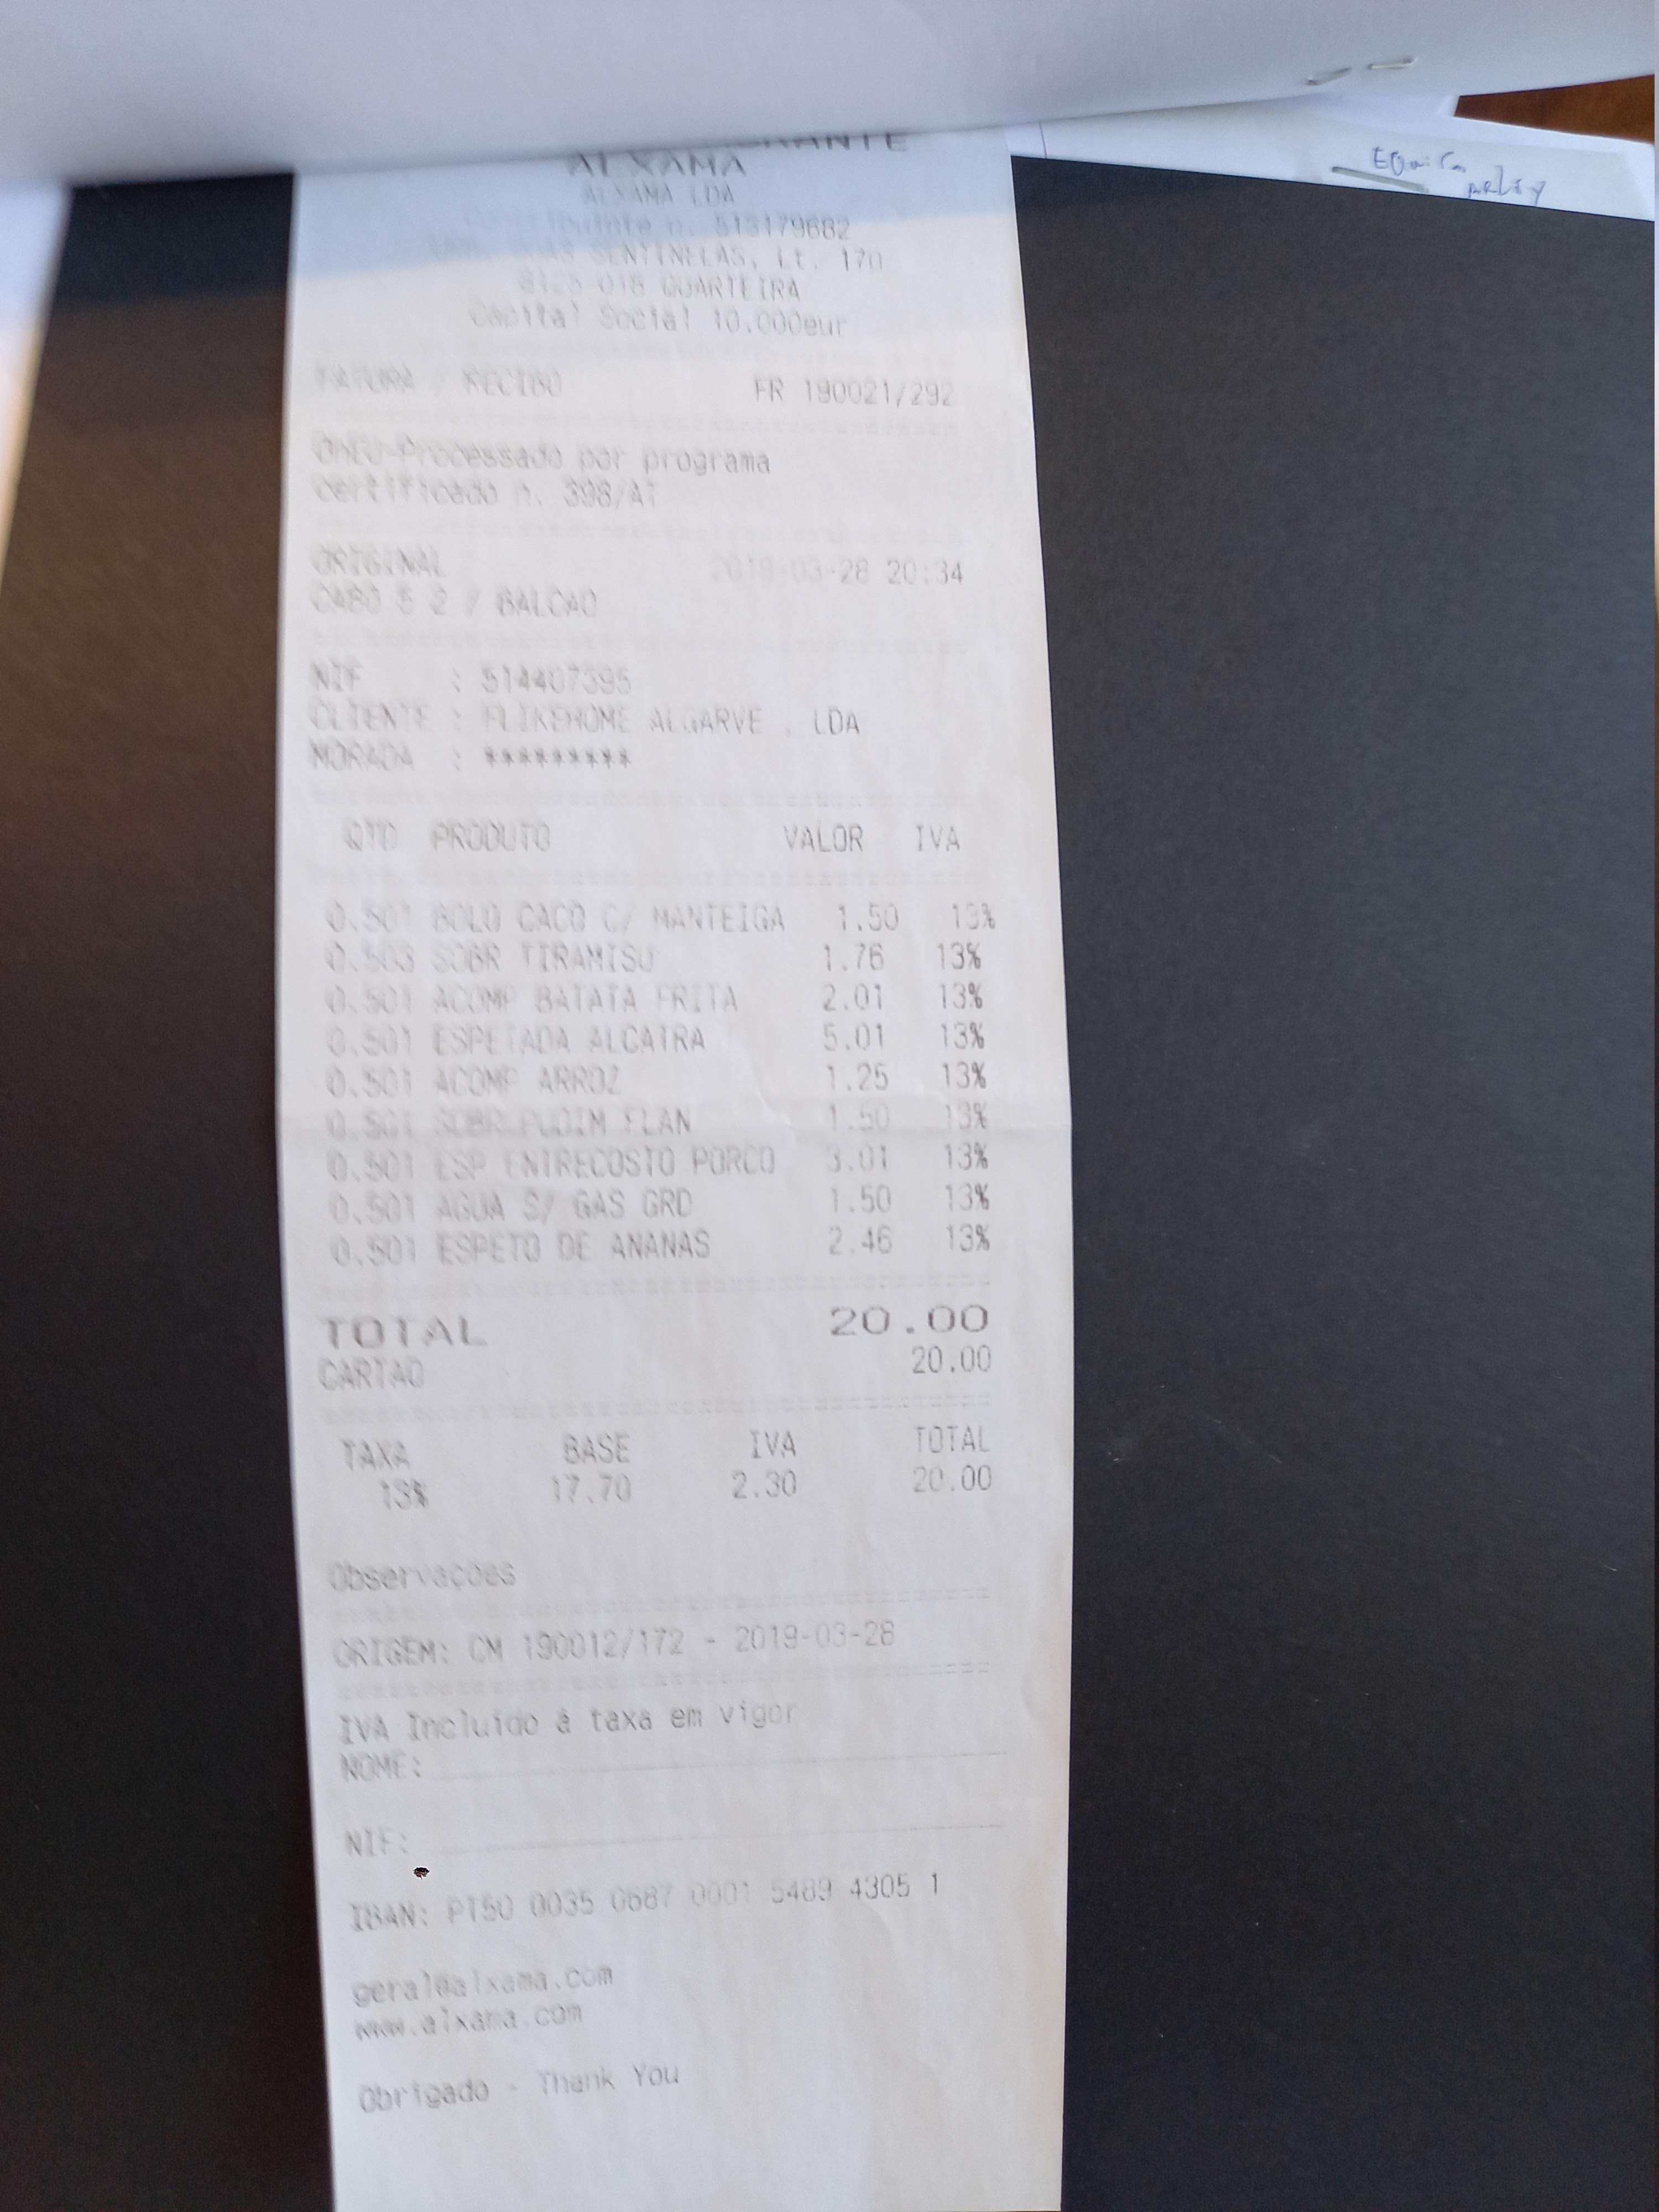 ALXAMA
ALXAMA LDA
Contribuinte n. 513179682
URB. DUAS SENTINELAS, Lt. 170
8125-018 QUARTEIRA
Capital Social 10.000eur
FATURA / RECIBO FR 190021/292
OnEu-Processado por programa
certificado n. 398/AT
ORIGINAL 2019-03-28 20:34
CABO 5 2 / BALCAO
NIF : 514407395
CLIENTE : FLIKEHOME ALGARVE , LDA
MORADA : *********
QTD PRODUTO VALOR IVA
0.501 BOLO CACO C/ MANTEIGA 1.50 13%
0.503 SOBR TIRAMISU 1.76 13%
0.501 ACOMP BATATA FRITA 2.01 13%
0.501 ESPETADA ALCATRA 5.01 13%
0.501 ACOMP ARROZ 1.25 13%
0.501 SOBR PUDIM FLAN 1.50 13%
0.501 ESP ENTRECOSTO PORCO 3.01 13%
0.501 AGUA S/ GAS GRD 1.50 13%
0.501 ESPETO DE ANANAS 2.46 13%
TOTAL 20.00
CARTAO 20.00
TAXA BASE IVA TOTAL
13% 17.70 2.30 20.00
Observações
ORIGEM: CM 190012/172 - 2019-03-28
IVA Incluído á taxa em vigor
NOME:
NIF:
IBAN: PT50 0035 0687 0001 5489 4305 1
geral@alxama.com
www.alxama.com
Obrigado - Thank You